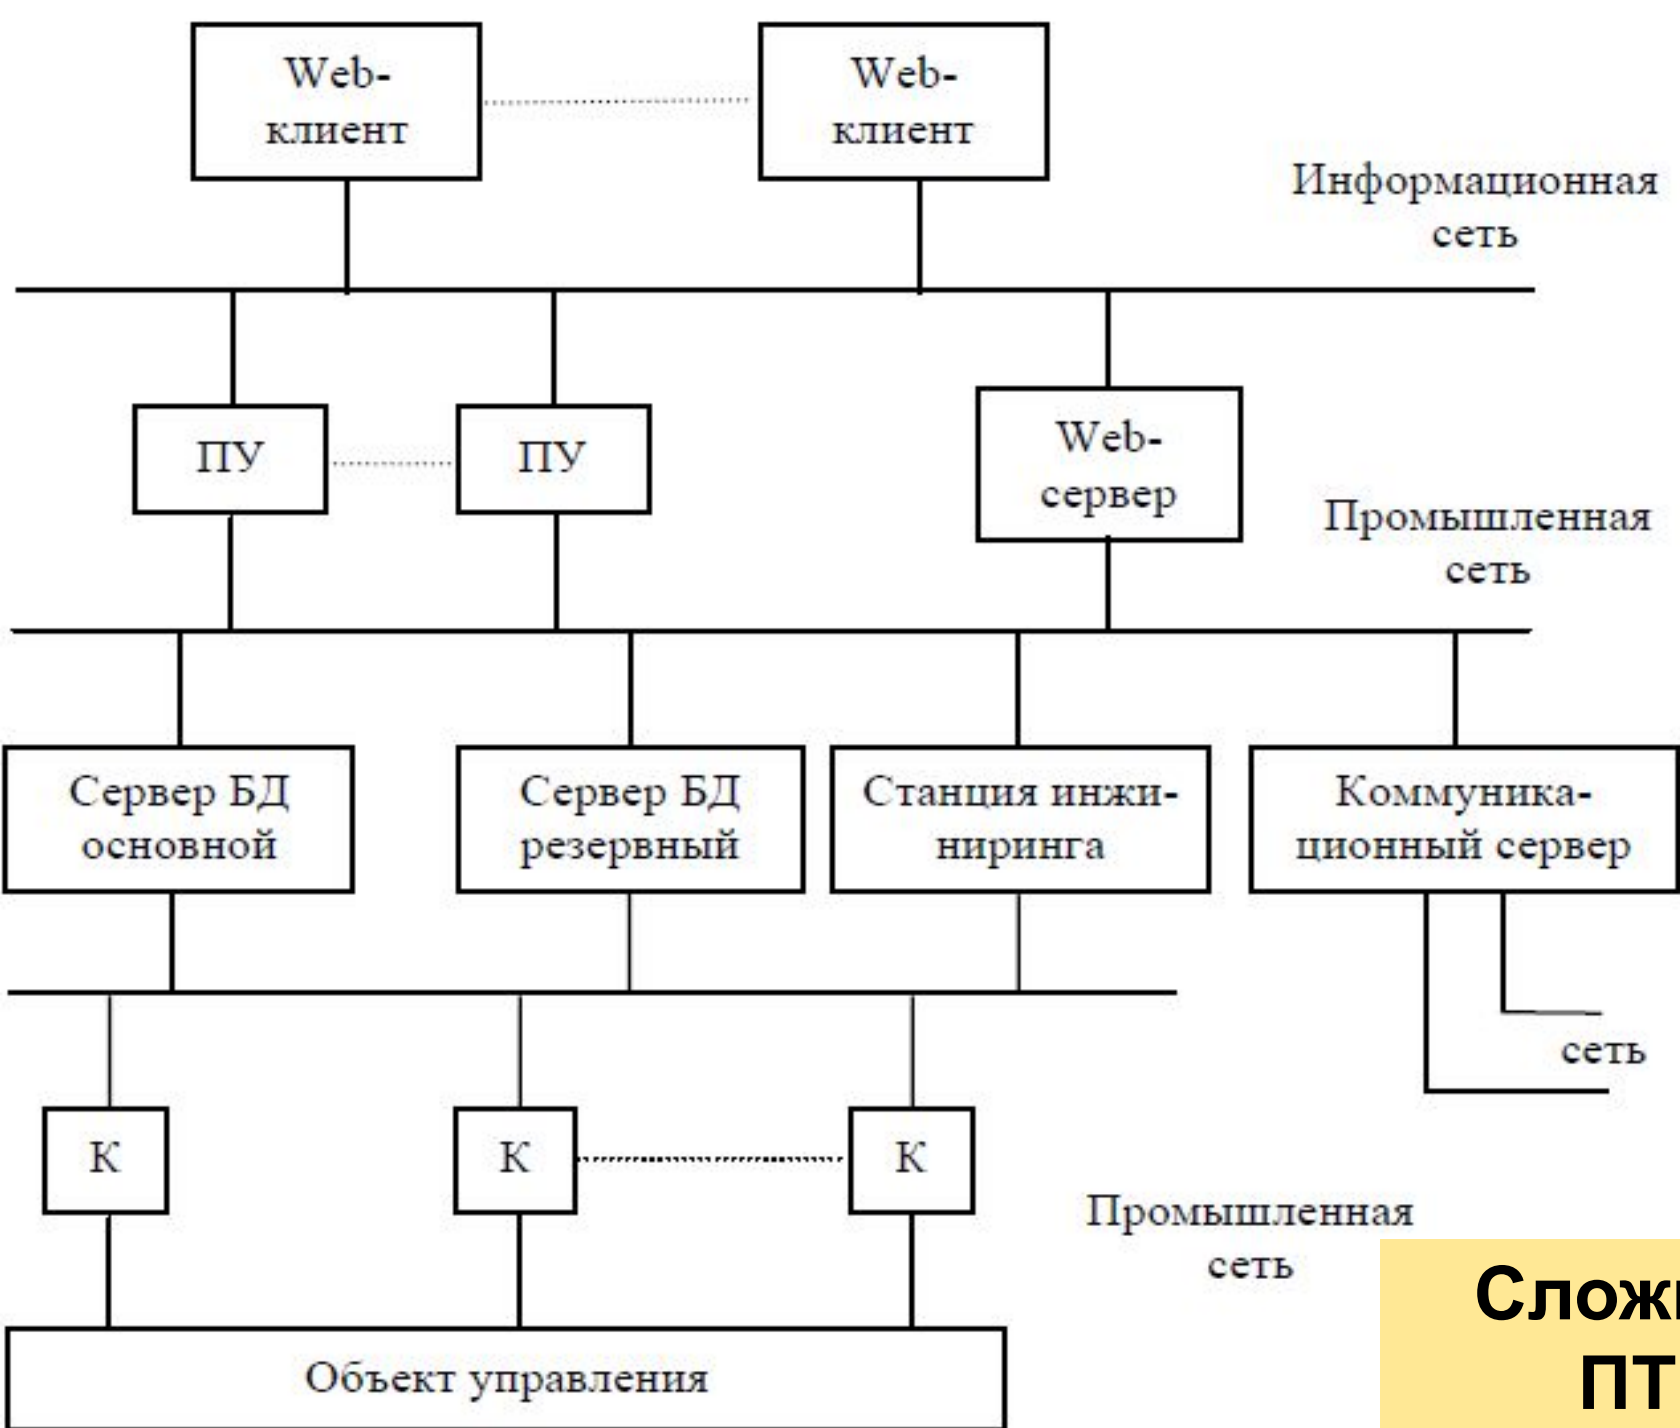 Web-
клиент
Web-
клиент
Информационная
сеть
ПУ
ПУ
Web-
сервер
Промышленная
сеть
Сервер БД
основной
Сервер БД
резервный
Станция инжи-
ниринга
Коммуника-
ционный сервер
сеть
К
К
К
Промышленная
сеть
Объект управления